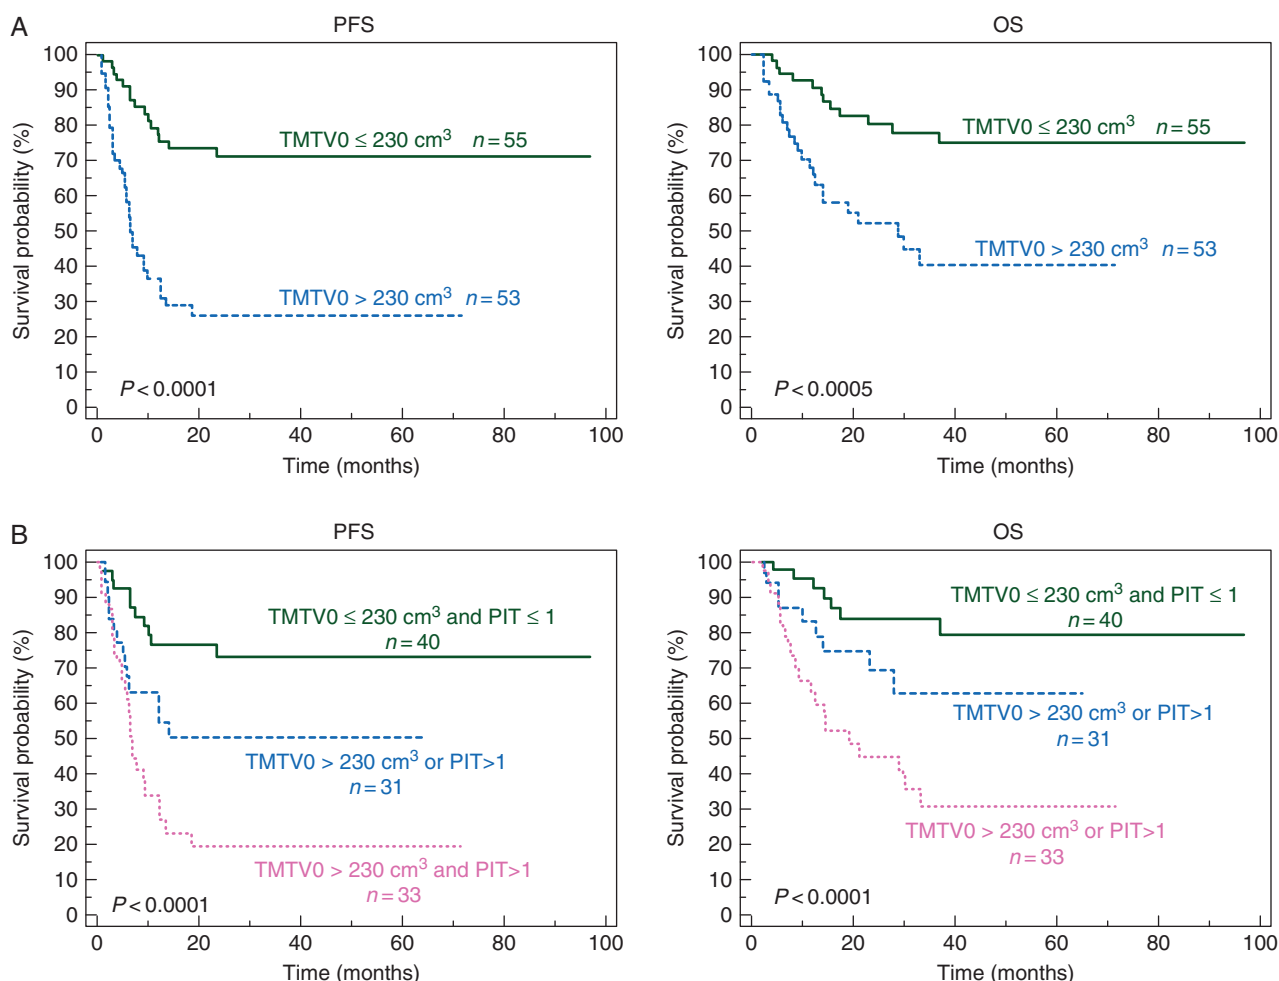 A
PFS
Survival probability (%)
100
90
80
70
60
50
40
30
20
10
0
TMTV0 ≤ 230 cm³ n = 55
TMTV0 > 230 cm³ n = 53
P < 0.0001
0 20 40 60 80 100
Time (months)
OS
Survival probability (%)
100
90
80
70
60
50
40
30
20
10
0
TMTV0 ≤ 230 cm³ n = 55
TMTV0 > 230 cm³ n = 53
P < 0.0005
0 20 40 60 80 100
Time (months)
B
PFS
Survival probability (%)
100
90
80
70
60
50
40
30
20
10
0
TMTV0 ≤ 230 cm³ and PIT ≤ 1
n = 40
TMTV0 > 230 cm³ or PIT>1
n = 31
TMTV0 > 230 cm³ and PIT>1
n = 33
P < 0.0001
0 20 40 60 80 100
Time (months)
OS
Survival probability (%)
100
90
80
70
60
50
40
30
20
10
0
TMTV0 ≤ 230 cm³ and PIT ≤ 1
n = 40
TMTV0 > 230 cm³ or PIT>1
n = 31
TMTV0 > 230 cm³ or PIT>1
n = 33
P < 0.0001
0 20 40 60 80 100
Time (months)